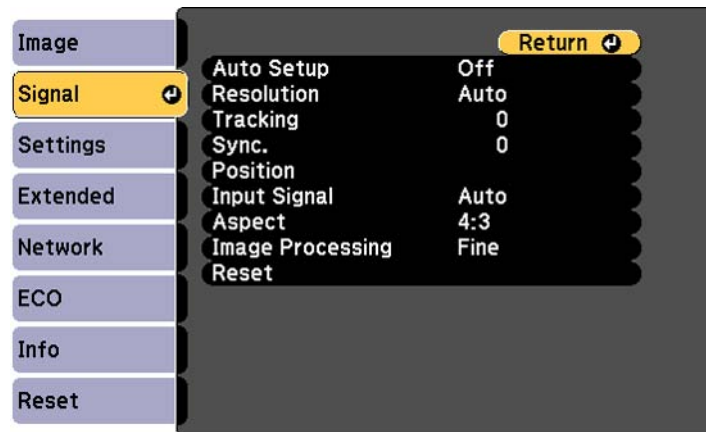 Image
Signal
Settings
Extended
Network
ECO
Info
Reset
Return
Auto Setup Off
Resolution Auto
Tracking 0
Sync. 0
Position
Input Signal Auto
Aspect 4:3
Image Processing Fine
Reset